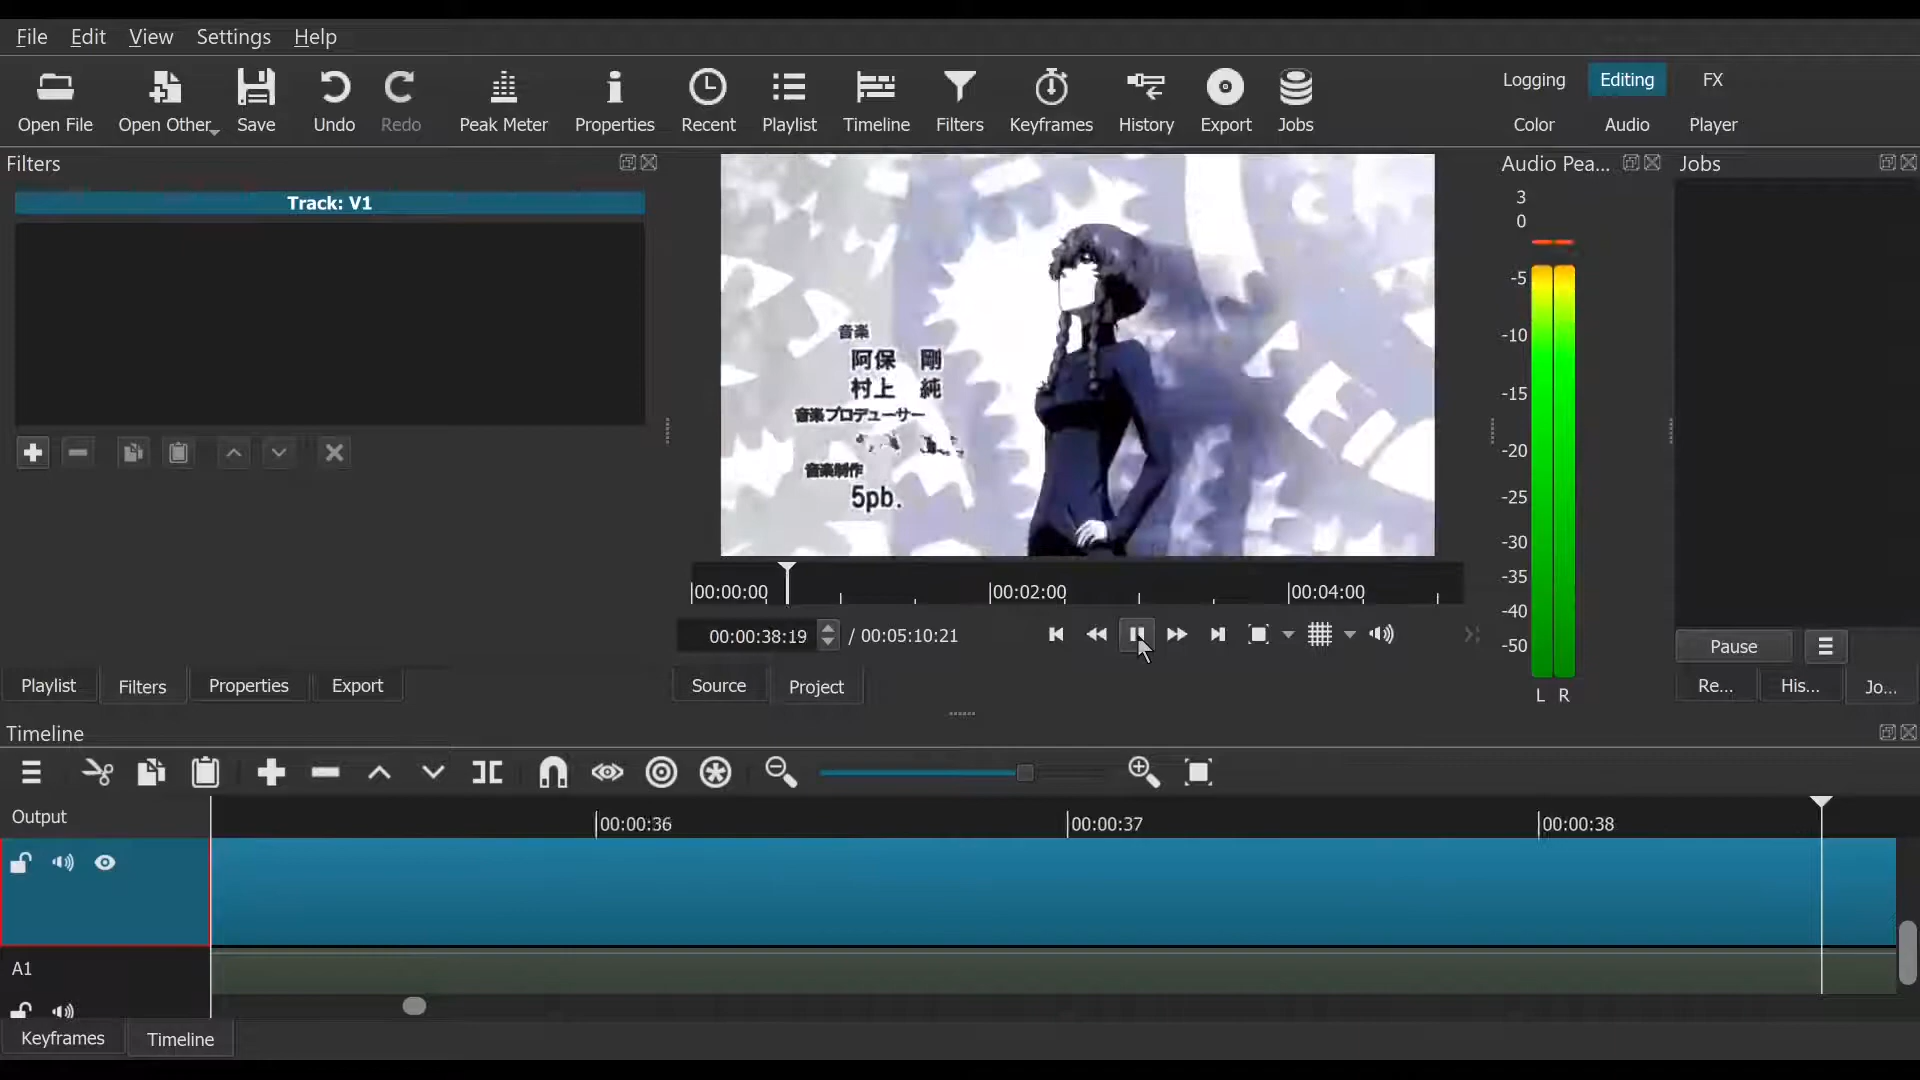 File Edit View Settings Help
Open File Open Other Save Undo Redo Peak Meter Properties Recent Playlist Timeline Filters Keyframes History Export Jobs
Logging Editing FX
Color Audio Player
Filters
Track: V1
音楽
阿保 剛
村上 純
音楽プロデューサー
音楽制作
5pb.
Audio Pea...
3
0
-5
-10
-15
-20
-25
-30
-35
-40
-50
L R
Jobs
Pause
Re... His... Jo...
00:00:00 00:02:00 00:04:00
00:00:38:19 / 00:05:10:21
Playlist Filters Properties Export
Source Project
Timeline
Output
00:00:36 00:00:37 00:00:38
A1
Keyframes Timeline